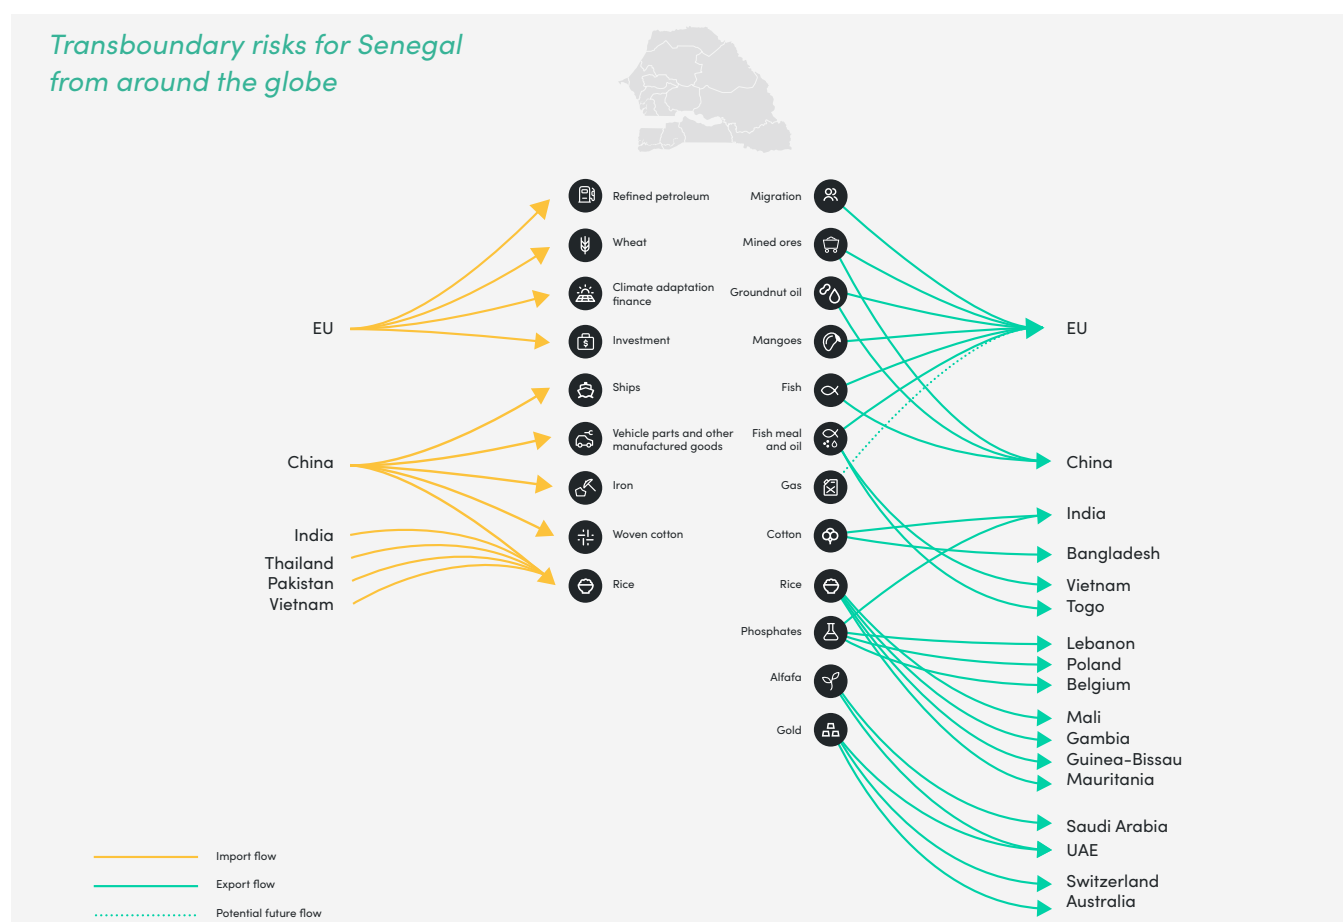 Transboundary risks for Senegal
from around the globe
EU
China
India
Thailand
Pakistan
Vietnam
Refined petroleum
Wheat
Climate adaptation
finance
Investment
Ships
Vehicle parts and other
manufactured goods
Iron
Woven cotton
Rice
Migration
Mined ores
Groundnut oil
Mangoes
Fish
Fish meal
and oil
Gas
Cotton
Rice
Phosphates
Alfafa
Gold
EU
China
India
Bangladesh
Vietnam
Togo
Lebanon
Poland
Belgium
Mali
Gambia
Guinea-Bissau
Mauritania
Saudi Arabia
UAE
Switzerland
Australia
Import flow
Export flow
Potential future flow